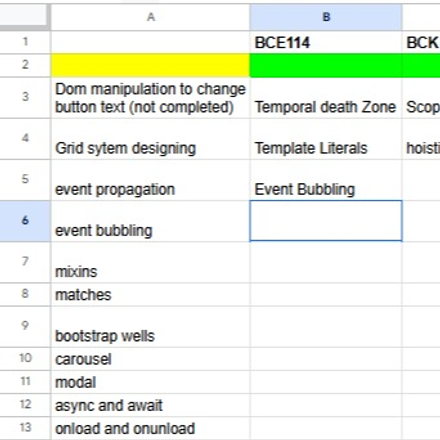 A B
1 BCE114 BCK
2
3 Dom manipulation to change
button text (not completed) Temporal death Zone Scop
4 Grid sytem designing Template Literals hoisti
5 event propagation Event Bubbling
6 event bubbling
7 mixins
8 matches
9 bootstrap wells
10 carousel
11 modal
12 async and await
13 onload and onunload